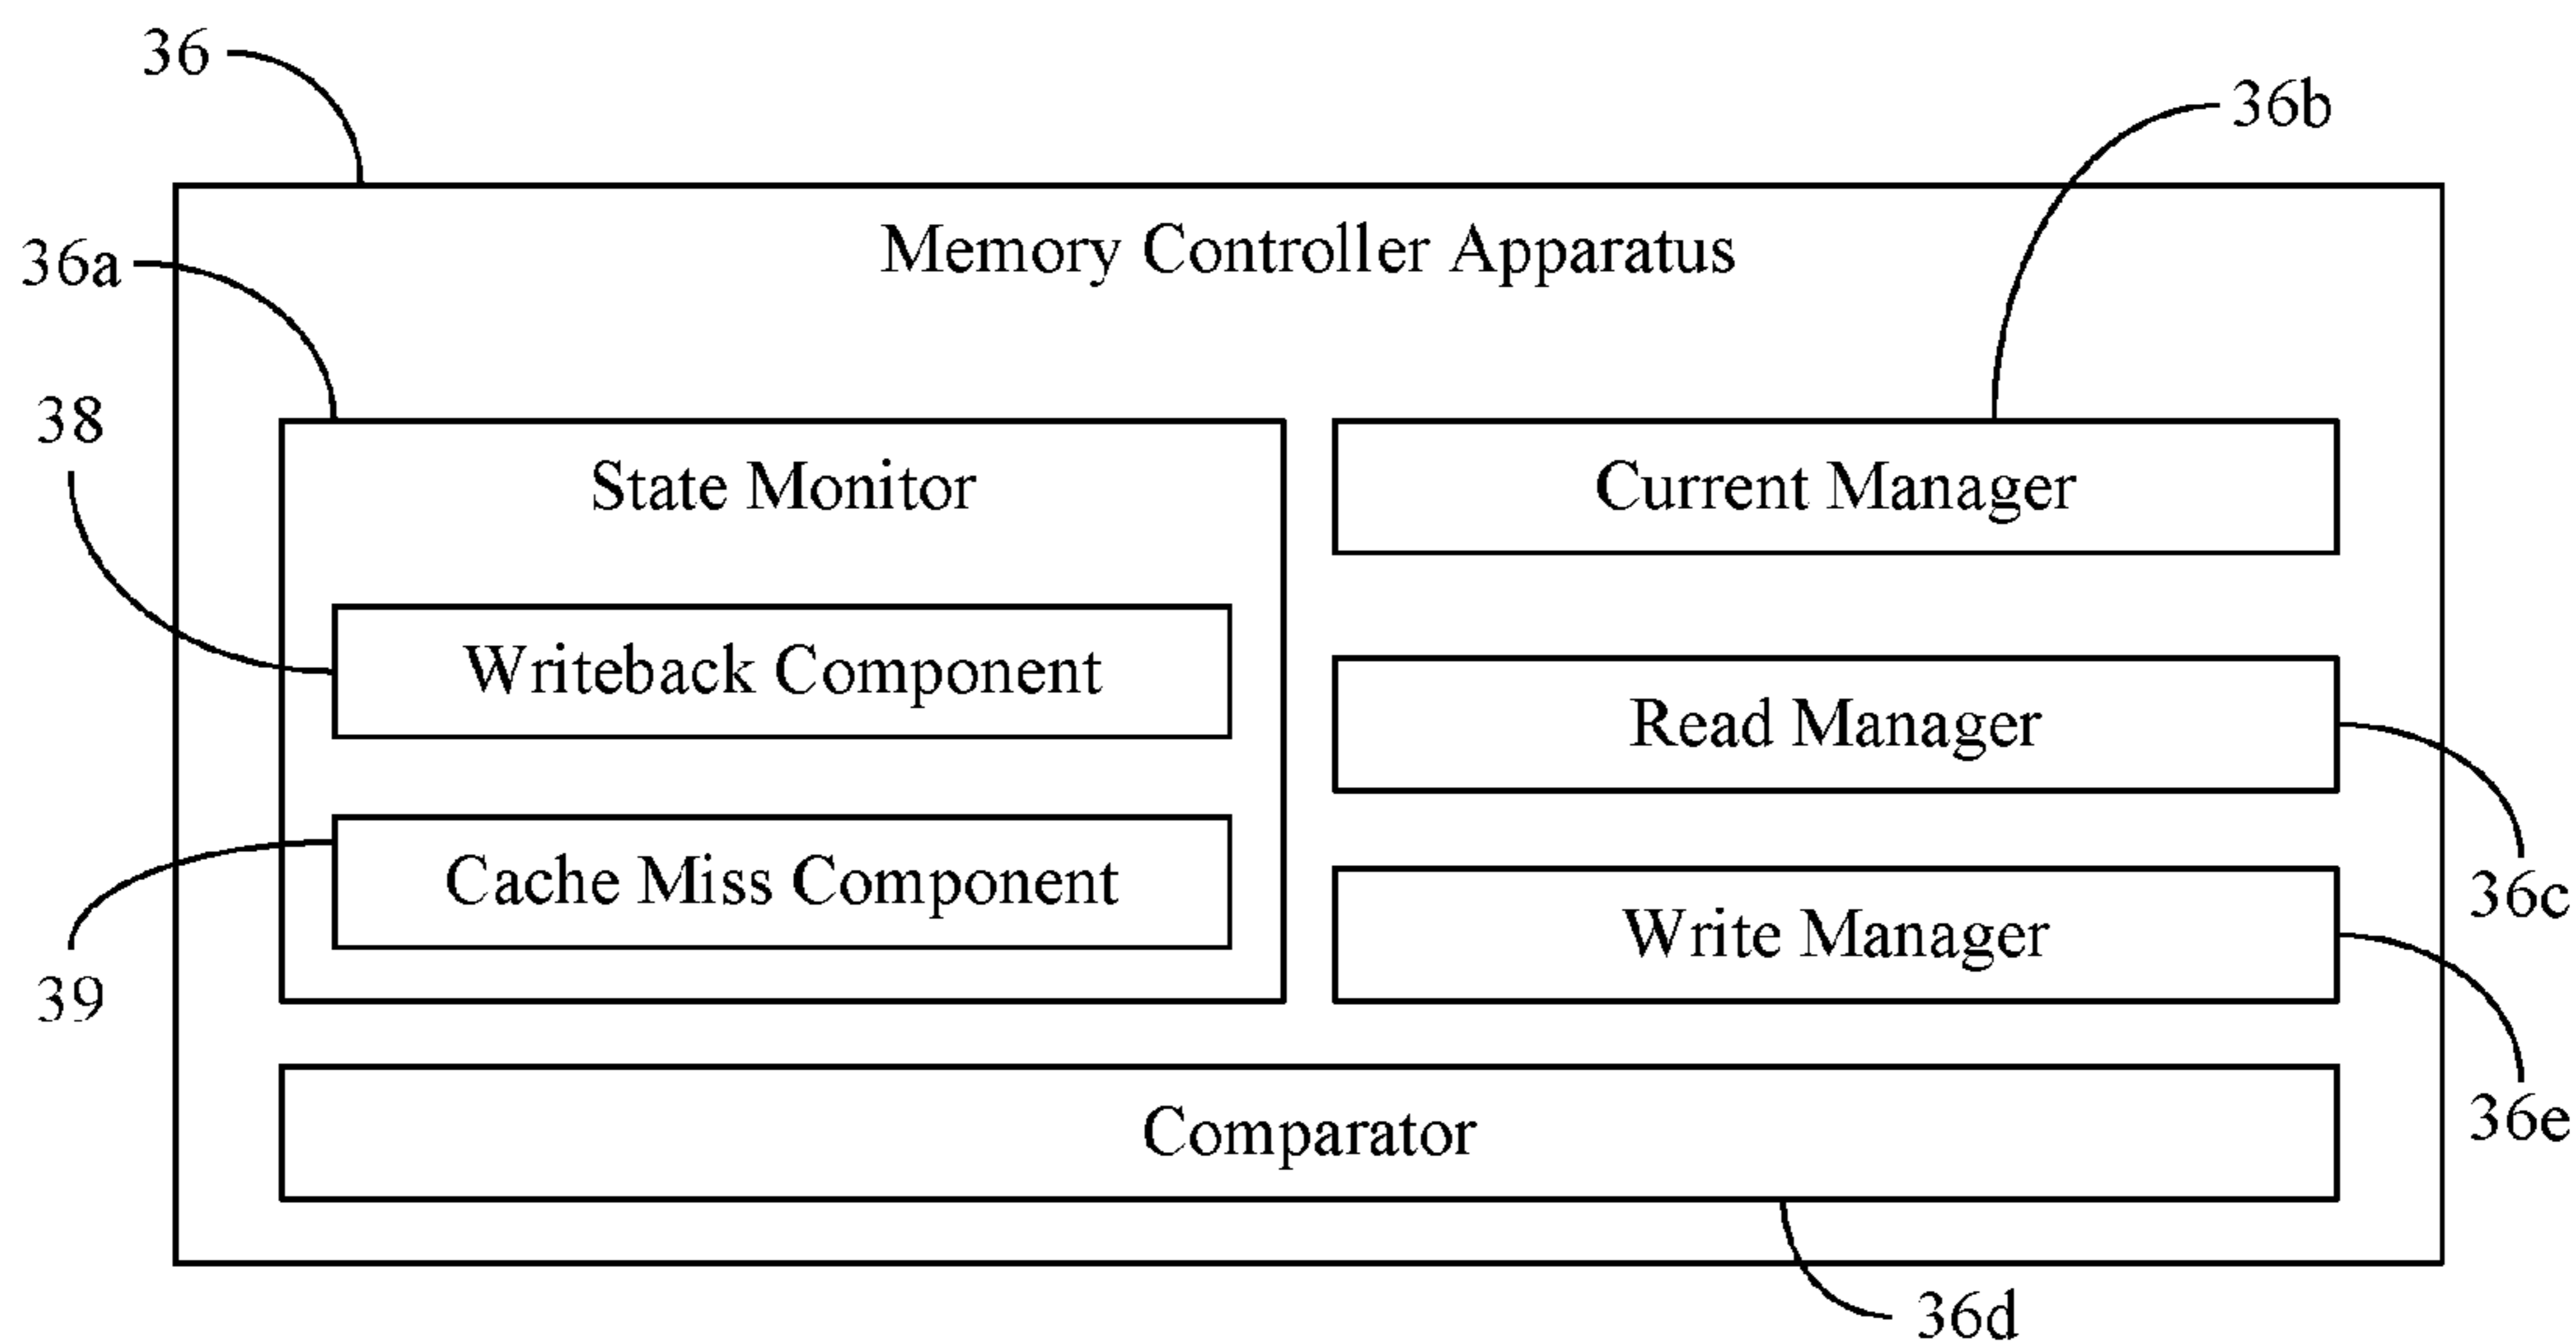 36
36b
Memory Controller Apparatus
36a
38
State Monitor
Current Manager
Writeback Component
Read Manager
Cache Miss Component
36c
Write Manager
39
36e
Comparator
36d